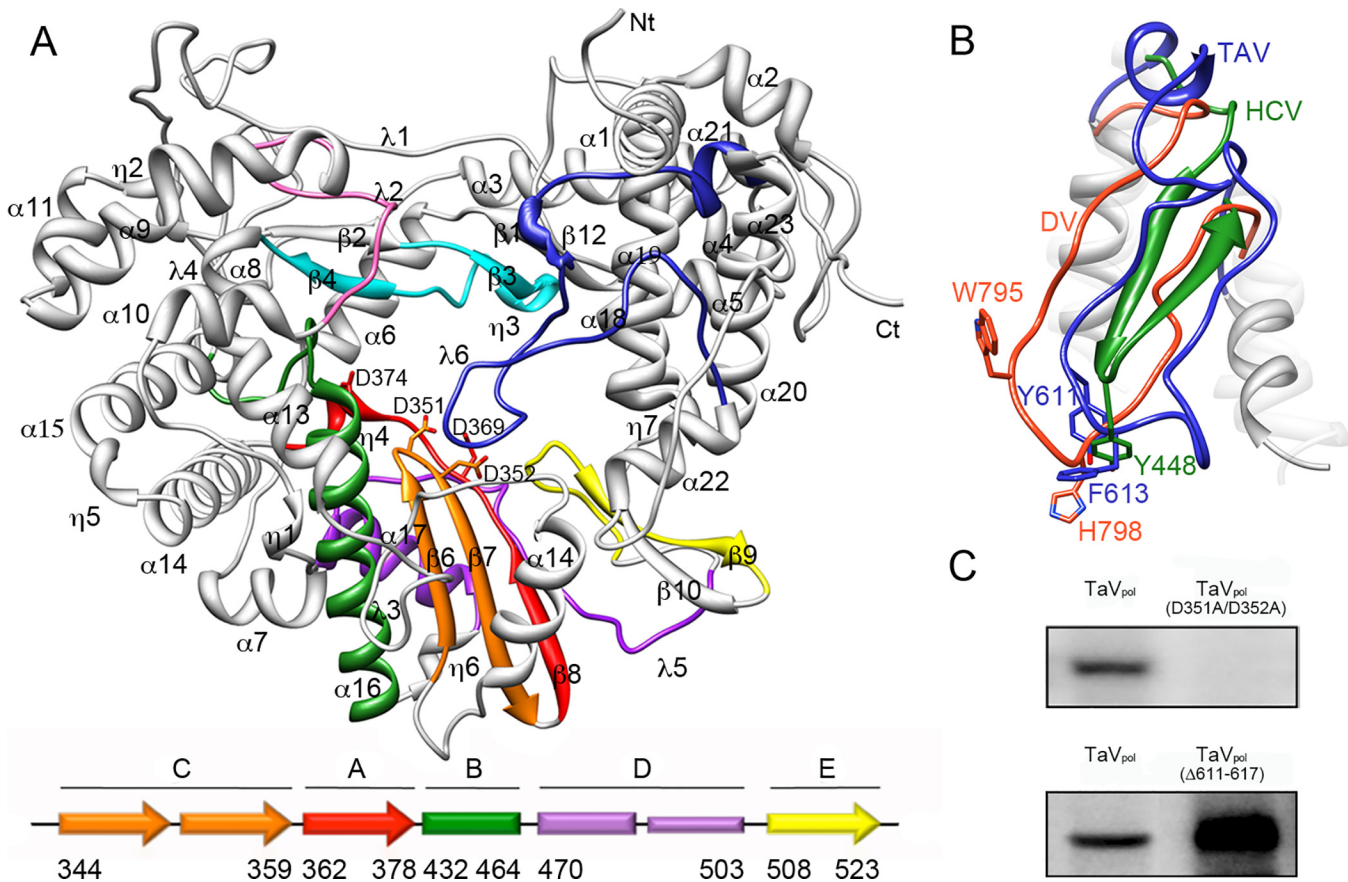 A
Nt
α2
λ1
α1
α21
η2
α3
λ2
α11
α9
β2
β1
β12
α4
α23
λ4
α8
α19
β4
β3
α5
α10
α6
η3
α18
Ct
λ6
α20
D374
D351
α13
D369
η4
η7
α15
D352
α22
η5
η1
α17
β6
β7
α14
β9
α14
β10
λ3
α7
η6
β8
λ5
α16
C A B D E
344 359 362 378 432 464 470 503 508 523
B
TAV
HCV
DV
W795
Y611
Y448
F613
H798
C
TaVpol TaVpol
(D351A/D352A)
TaVpol TaVpol
(Δ611-617)